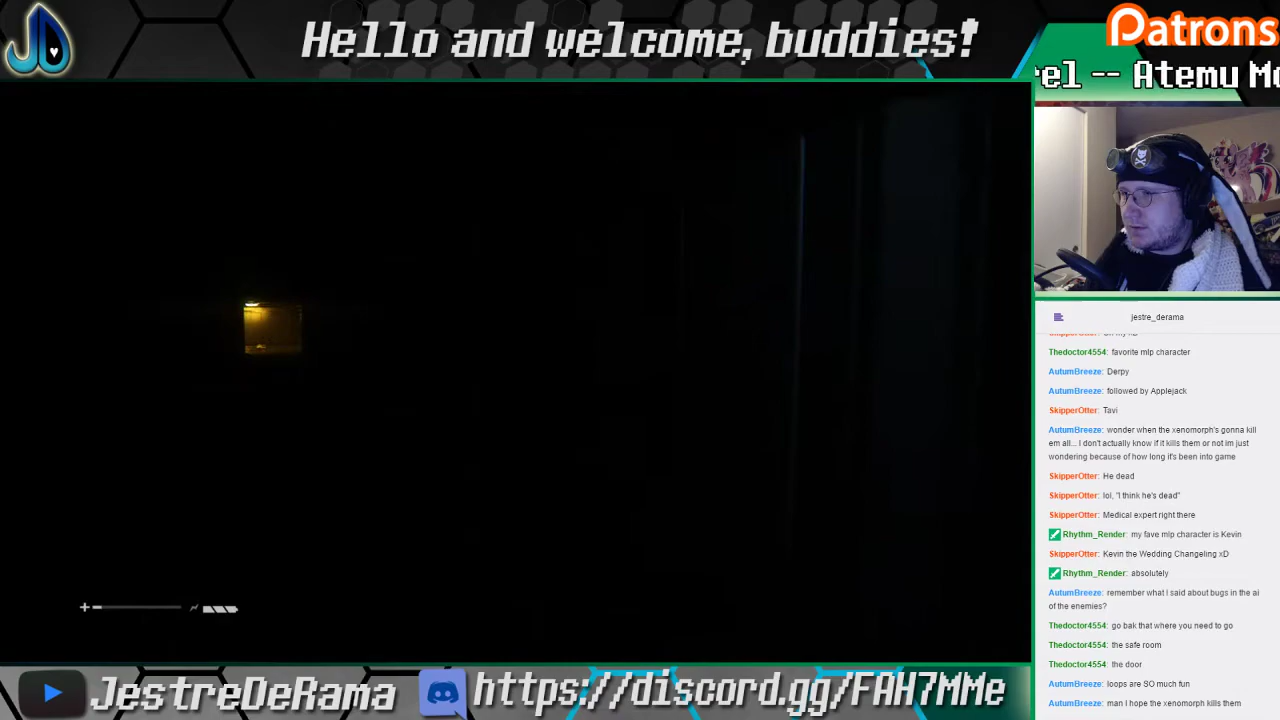 Hello and welcome, buddies!
Patrons
rel -- Atemu Mo
jestre_derama
Thedoctor4554: favorite mlp character
AutumBreeze: Derpy
AutumBreeze: followed by Applejack
SkipperOtter: Tavi
AutumBreeze: wonder when the xenomorph's gonna kill
em all... I don't actually know if it kills them or not Im just
wondering because of how long it's been into game
SkipperOtter: He dead
SkipperOtter: lol, "I think he's dead"
SkipperOtter: Medical expert right there
Rhythm_Render: my fave mlp character is Kevin
SkipperOtter: Kevin the Wedding Changeling xD
Rhythm_Render: absolutely
AutumBreeze: remember what I said about bugs in the ai
of the enemies?
Thedoctor4554: go bak that where you need to go
Thedoctor4554: the safe room
Thedoctor4554: the door
AutumBreeze: loops are SO much fun
AutumBreeze: man I hope the xenomorph kills them
JestreDeRama
https://discord.gg/FAH7MMe